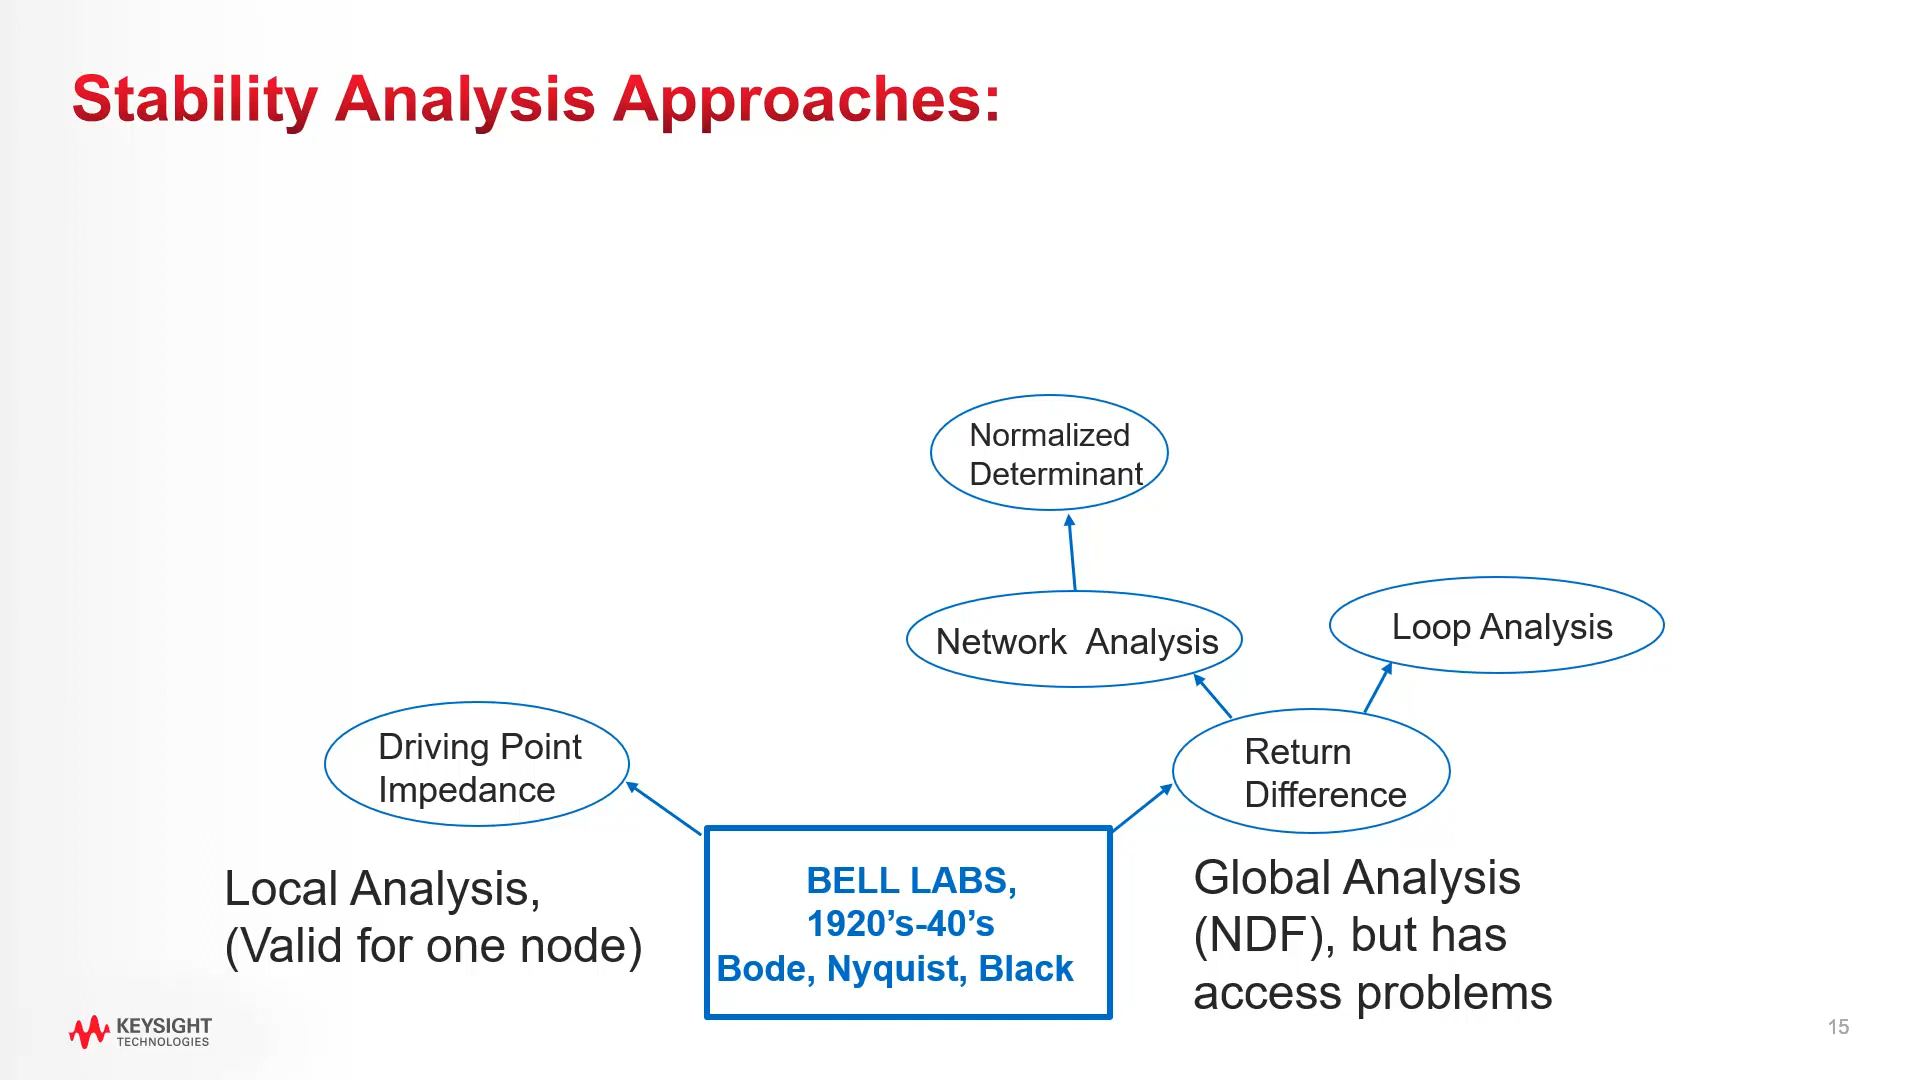 Stability Analysis Approaches:
Normalized
Determinant
Network  Analysis
Loop Analysis
Driving Point
Impedance
Return
Difference
Local Analysis,
(Valid for one node)
BELL LABS,
1920’s-40’s
Bode, Nyquist, Black
Global Analysis
(NDF), but has
access problems
KEYSIGHT
TECHNOLOGIES
15